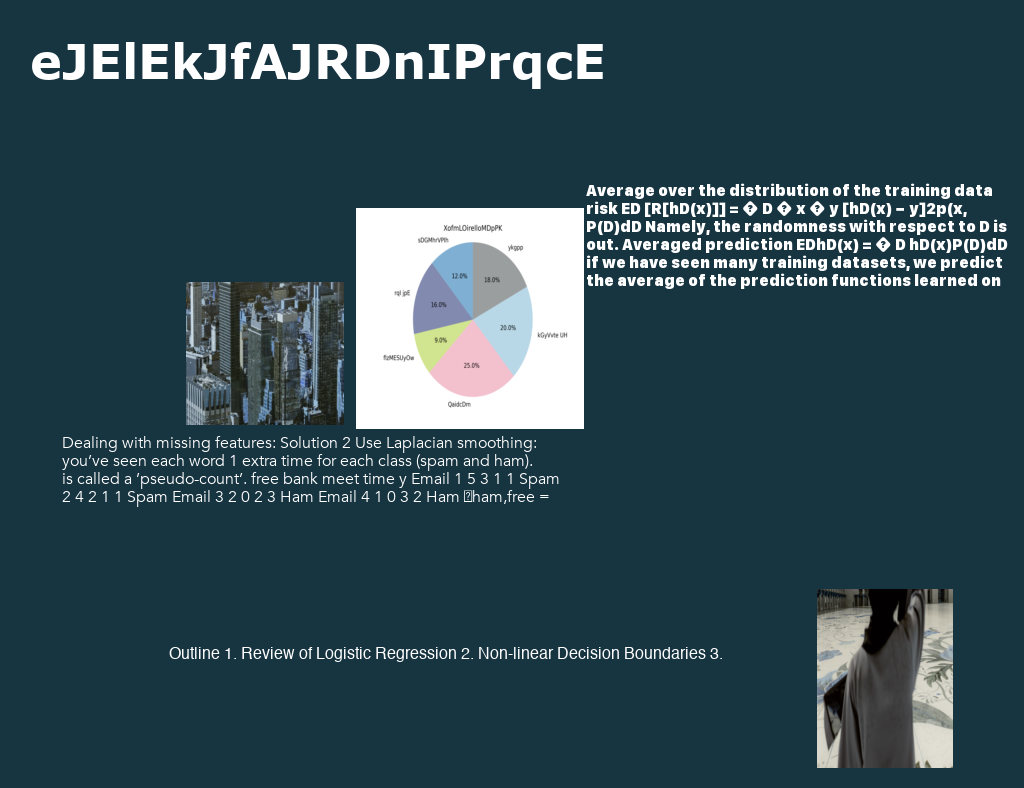 eJElEkJfAJRDnIPrqcE
Average over the distribution of the training data
risk ED [R[hD(x)]] = � D � x � y [hD(x) − y]2p(x,
P(D)dD Namely, the randomness with respect to D is
out. Averaged prediction EDhD(x) = � D hD(x)P(D)dD
if we have seen many training datasets, we predict
the average of the prediction functions learned on
XofmLOirelloMDpPK
sDGMhrVPlh
ykgpp
12.0%
18.0%
rql jpE
16.0%
20.0%
kGyVvte UH
9.0%
flzMESUyOw
25.0%
QaidcDm
Dealing with missing features: Solution 2 Use Laplacian smoothing:
you’ve seen each word 1 extra time for each class (spam and ham).
is called a ’pseudo-count’. free bank meet time y Email 1 5 3 1 1 Spam
2 4 2 1 1 Spam Email 3 2 0 2 3 Ham Email 4 1 0 3 2 Ham ham,free =
Outline 1. Review of Logistic Regression 2. Non-linear Decision Boundaries 3.